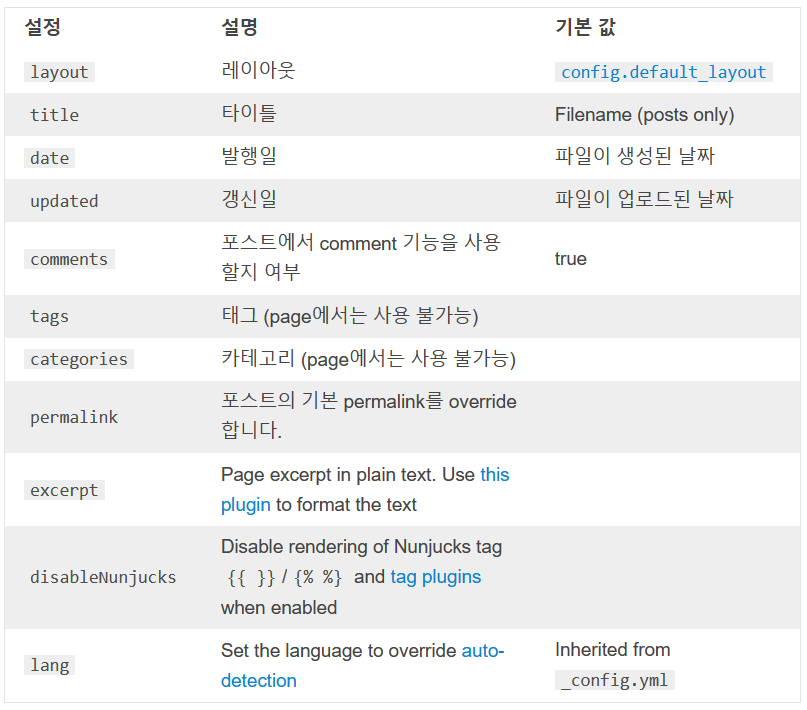 설정 설명 기본 값
layout 레이아웃 config.default_layout
title 타이틀 Filename (posts only)
date 발행일 파일이 생성된 날짜
updated 갱신일 파일이 업로드된 날짜
포스트에서 comment 기능을 사용
comments true
할지 여부
tags 태그 (page에서는 사용 불가능)
categories 카테고리 (page에서는 사용 불가능)
포스트의 기본 permalink를 override
permalink
합니다.
Page excerpt in plain text. Use this
excerpt
plugin to format the text
Disable rendering of Nunjucks tag
disableNunjucks {{ }} / {% %} and tag plugins
when enabled
Set the language to override auto- Inherited from
lang
detection _config.yml